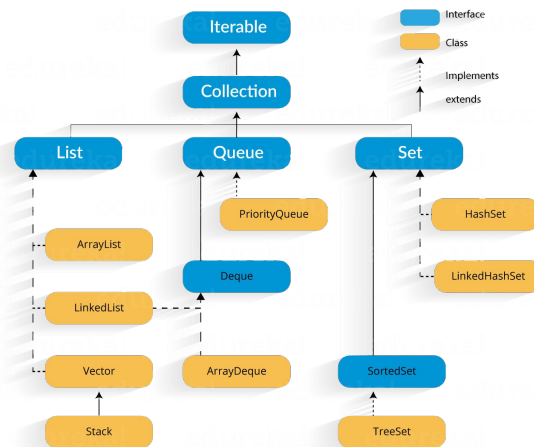 Iterable
Interface
Class
Implements
extends
Collection
List
Queue
Set
PriorityQueue
HashSet
ArrayList
Deque
LinkedHashSet
LinkedList
Vector
ArrayDeque
SortedSet
Stack
TreeSet